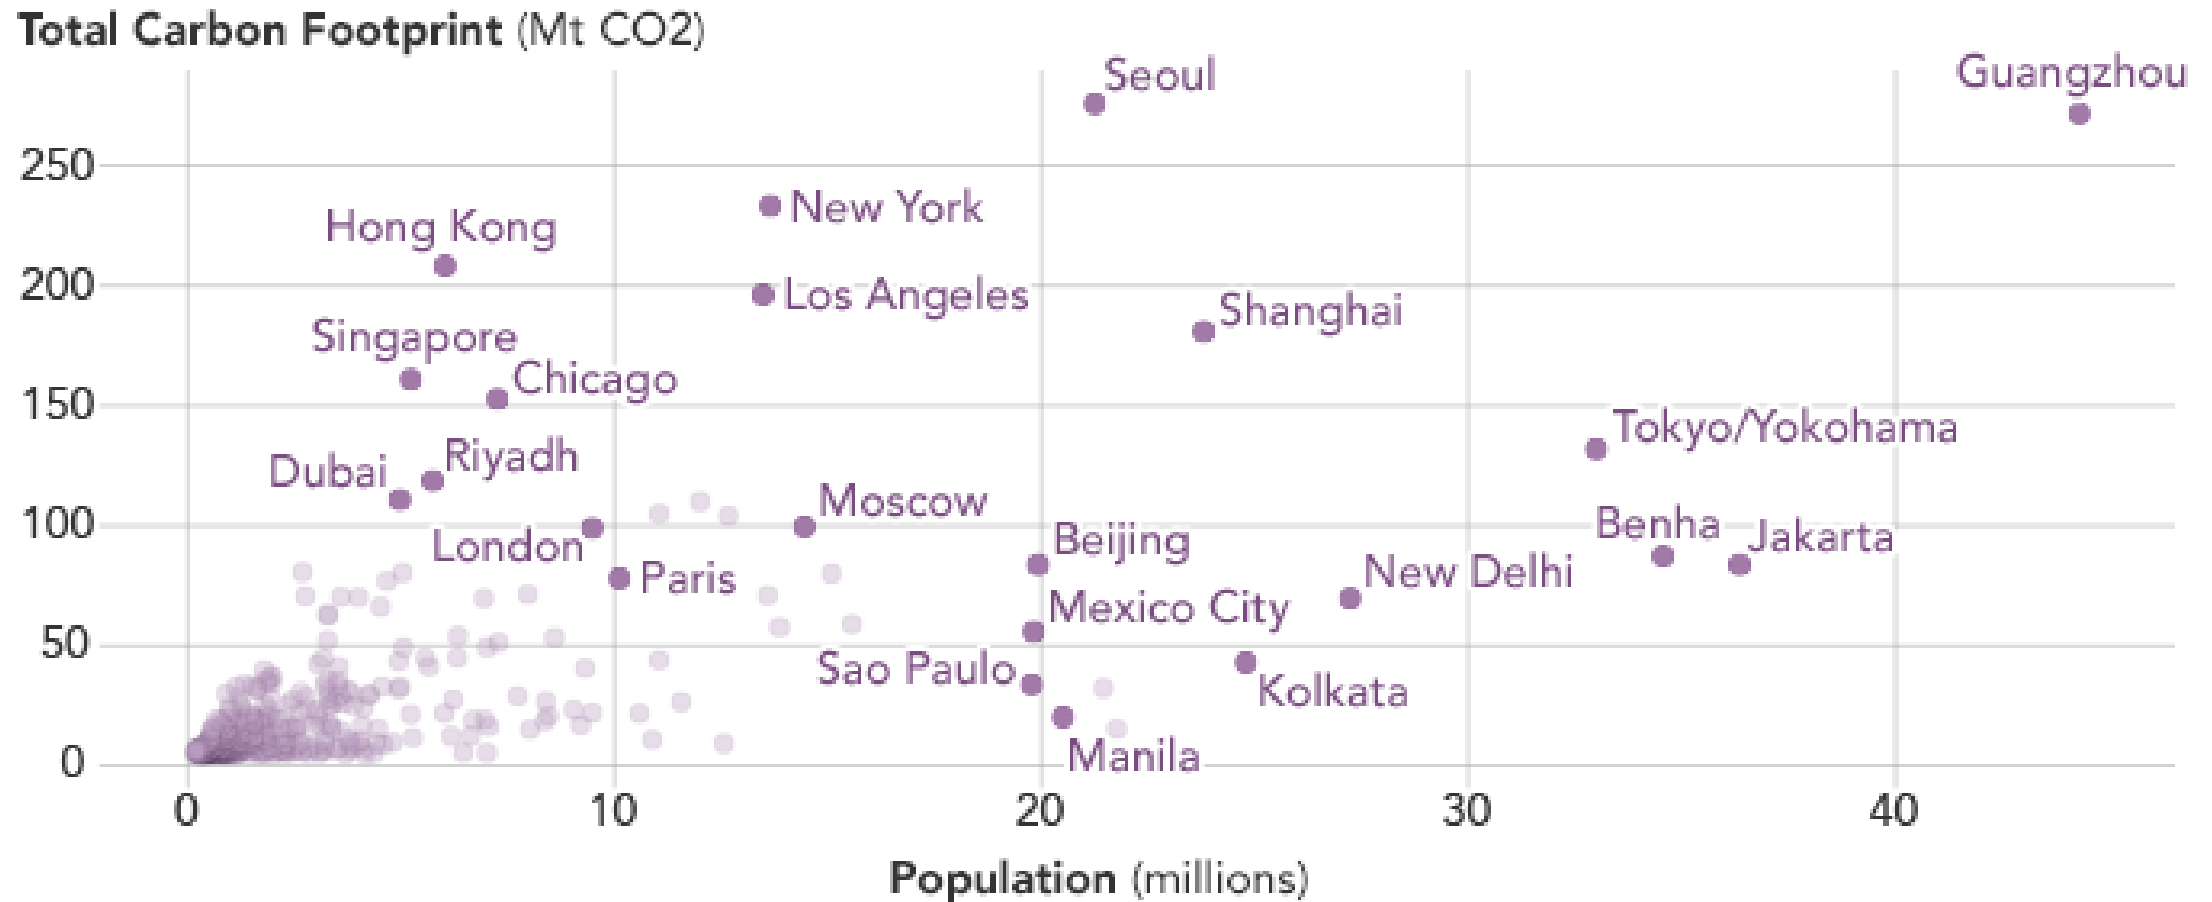 Total Carbon Footprint (Mt CO2)
Seoul
Guangzhou
250
New York
Hong Kong
200
Los Angeles
Shanghai
Singapore
Chicago
150
Tokyo/Yokohama
Riyadh
Dubai
Moscow
100
Benha
Jakarta
London
Beijing
Paris
New Delhi
Mexico City
50
Sao Paulo
Kolkata
Manila
0
0 10 20 30 40
Population (millions)